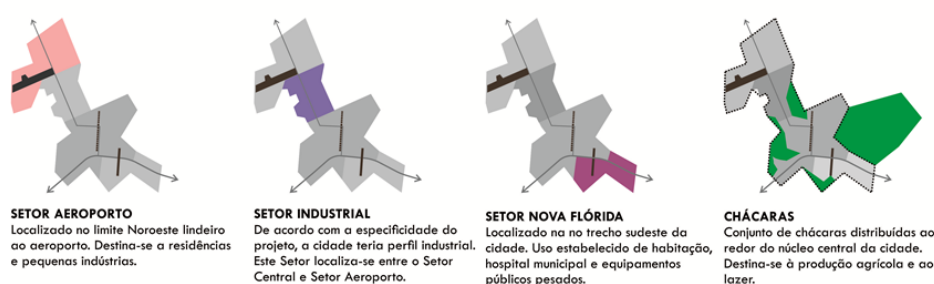 SETOR AEROPORTO
Localizado no limite Noroeste lindeiro
ao aeroporto. Destina-se a residências
e pequenas indústrias.
SETOR INDUSTRIAL
De acordo com a especificidade do
projeto, a cidade teria perfil industrial.
Este Setor localiza-se entre o Setor
Central e Setor Aeroporto.
SETOR NOVA FLÓRIDA
Localizado na no trecho sudeste da
cidade. Uso estabelecido de habitação,
hospital municipal e equipamentos
públicos pesados.
CHÁCARAS
Conjunto de chácaras distribuídas ao
redor do núcleo central da cidade.
Destina-se à produção agrícola e ao
lazer.